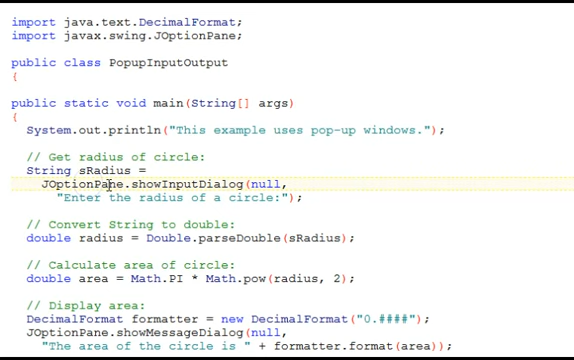 import java.text.DecimalFormat;
import javax.swing.JOptionPane;
public class PopupInputOutput
{
public static void main(String[] args)
{
System.out.println("This example uses pop-up windows.");
// Get radius of circle:
String sRadius =
JOptionPane.showInputDialog(null,
"Enter the radius of a circle:");
// Convert String to double:
double radius = Double.parseDouble(sRadius);
// Calculate area of circle:
double area = Math.PI * Math.pow(radius, 2);
// Display area:
DecimalFormat formatter = new DecimalFormat("0.####");
JOptionPane.showMessageDialog(null,
"The area of the circle is " + formatter.format(area));